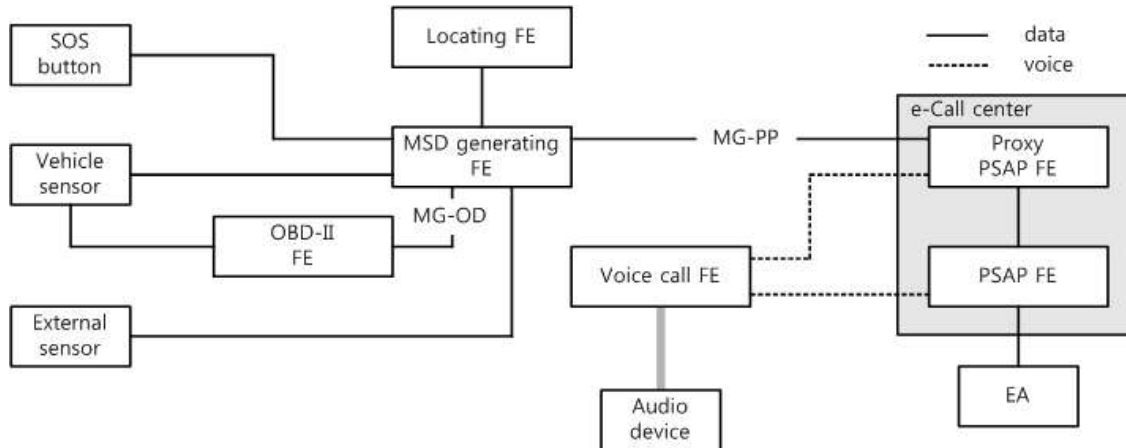 SOS
button
Locating FE
data
voice
e-Call center
MSD generating
FE
MG-PP
Proxy
PSAP FE
Vehicle
sensor
MG-OD
OBD-II
FE
Voice call FE
PSAP FE
External
sensor
EA
Audio
device